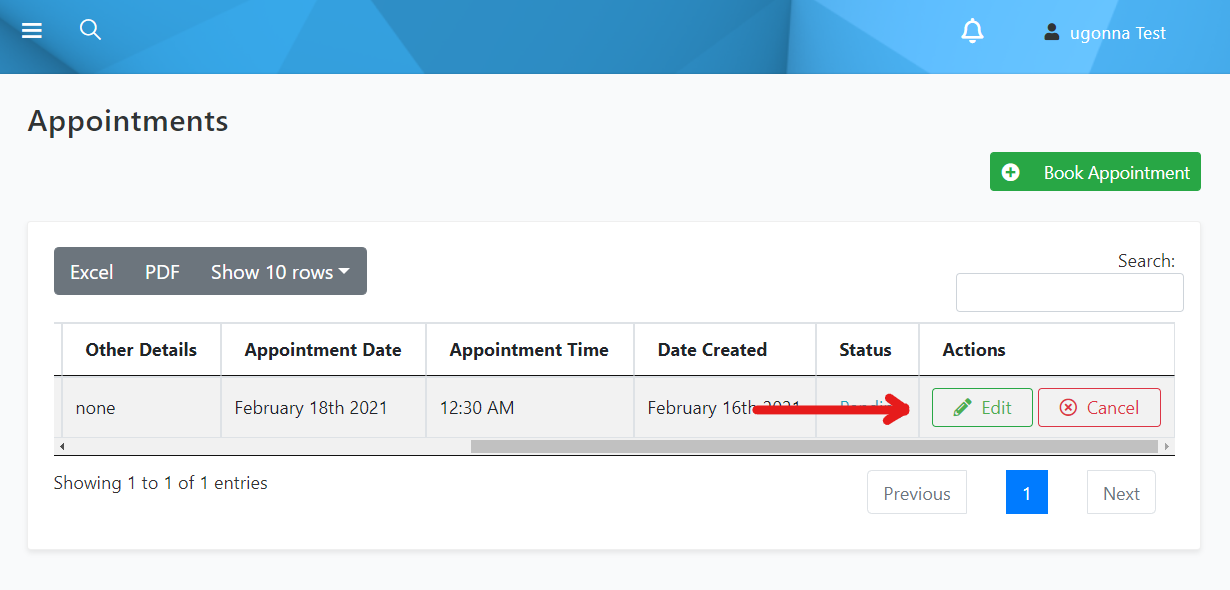 ugonna Test
Appointments
Book Appointment
Excel PDF Show 10 rows
Search:
Other Details Appointment Date Appointment Time Date Created Status Actions
none February 18th 2021 12:30 AM February 16th 2021 Edit Cancel
Showing 1 to 1 of 1 entries
Previous 1 Next